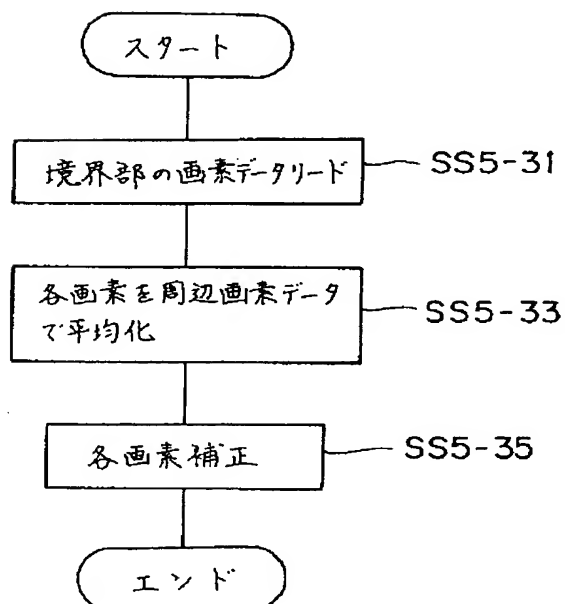 スタート
境界部の画素データリード
SS5-31
各画素を周辺画素データ
で平均化
SS5-33
各画素補正
SS5-35
エンド